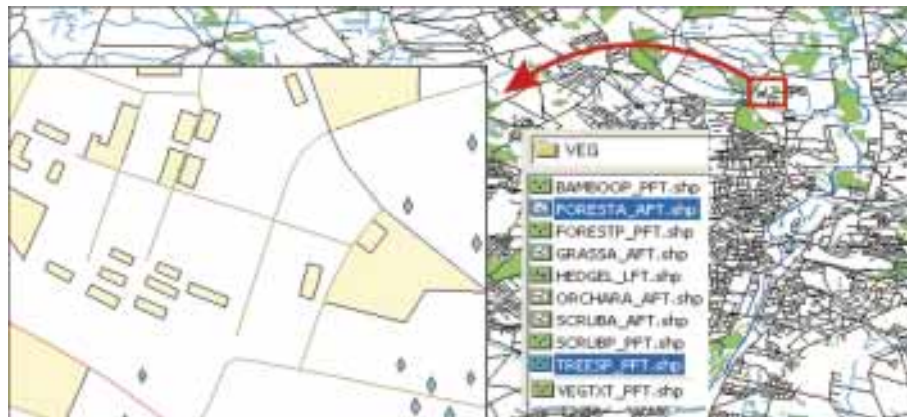 VEG
BAMBOOP_PFT.shp
FORESTA_AFT.shp
FORESTP_PFT.shp
GRASSA_AFT.shp
HEDGEL_LFT.shp
ORCHARA_AFT.shp
SCRUBA_AFT.shp
SCRUBP_PFT.shp
TREESP_PFT.shp
VEGTXT_PFT.shp